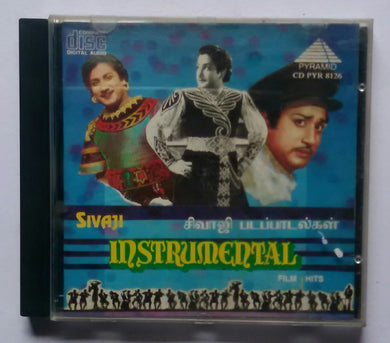 disc
DIGITAL AUDIO
PYRAMID
CD PYR 8126
SIVAJI
சிவாஜி படப்பாடல்கள்
INSTRUMENTAL
FILM - HITS